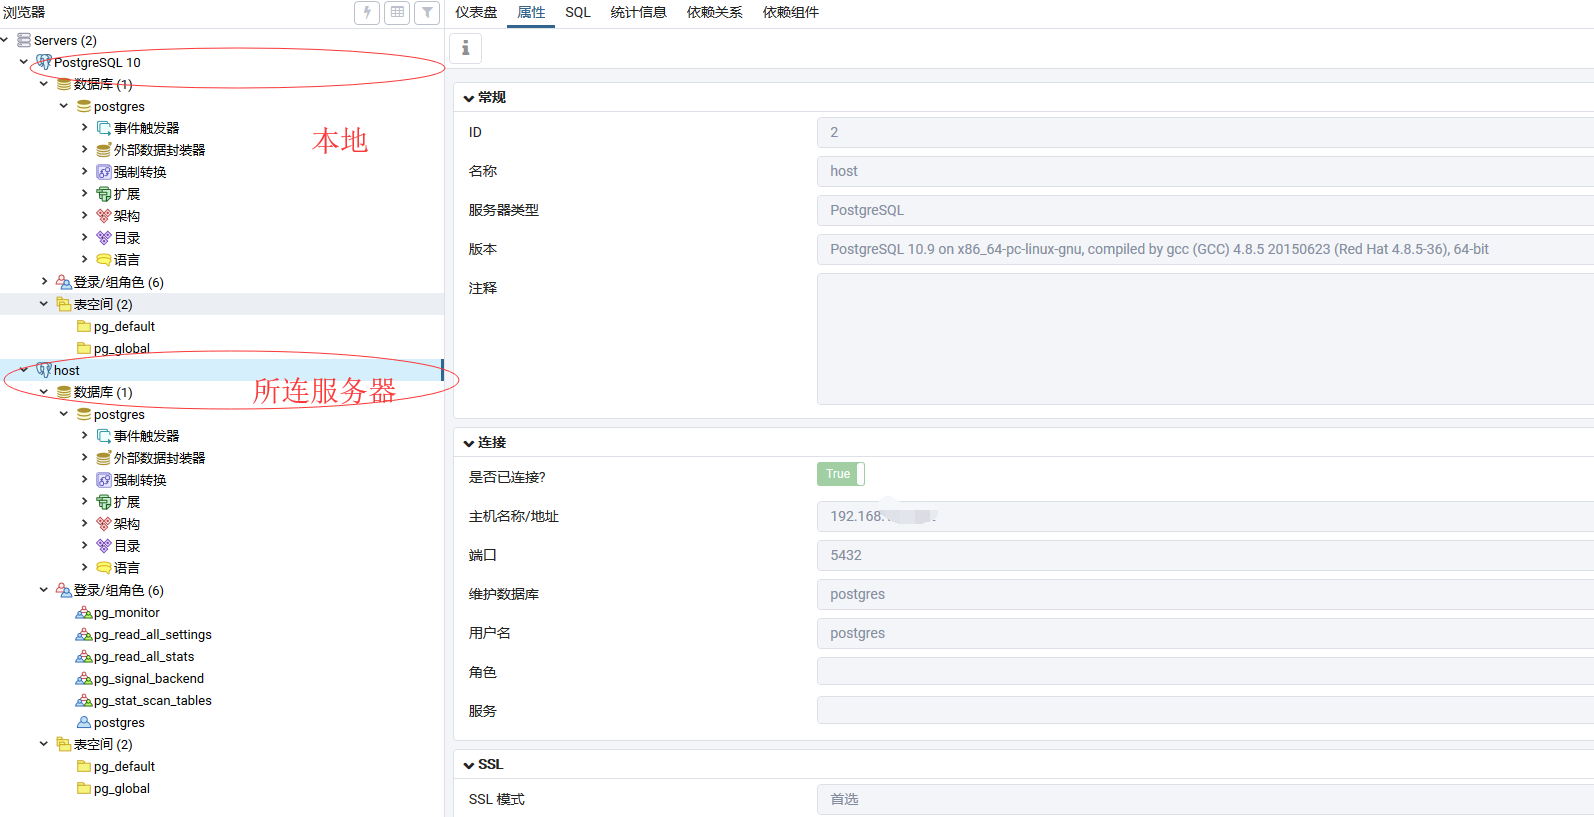 浏览器
Servers (2)
PostgreSQL 10
数据库 (1)
postgres
事件触发器
外部数据封装器
强制转换
扩展
架构
目录
语言
登录/组角色 (6)
表空间 (2)
pg_default
pg_global
host
数据库 (1)
postgres
事件触发器
外部数据封装器
强制转换
扩展
架构
目录
语言
登录/组角色 (6)
pg_monitor
pg_read_all_settings
pg_read_all_stats
pg_signal_backend
pg_stat_scan_tables
postgres
表空间 (2)
pg_default
pg_global
本地
所连服务器
仪表盘 属性 SQL 统计信息 依赖关系 依赖组件
常规
ID 2
名称 host
服务器类型 PostgreSQL
版本 PostgreSQL 10.9 on x86_64-pc-linux-gnu, compiled by gcc (GCC) 4.8.5 20150623 (Red Hat 4.8.5-36), 64-bit
注释
连接
是否已连接? True
主机名称/地址 192.168.
端口 5432
维护数据库 postgres
用户名 postgres
角色
服务
SSL
SSL 模式 首选